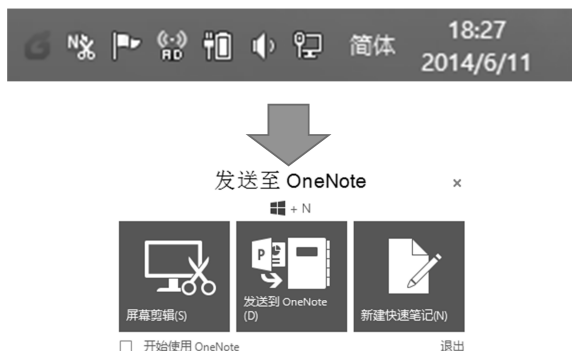 简体
18:27
2014/6/11
发送至 OneNote
+ N
屏幕剪辑(S)
发送到 OneNote
(D)
新建快速笔记(N)
开始使用 OneNote
退出